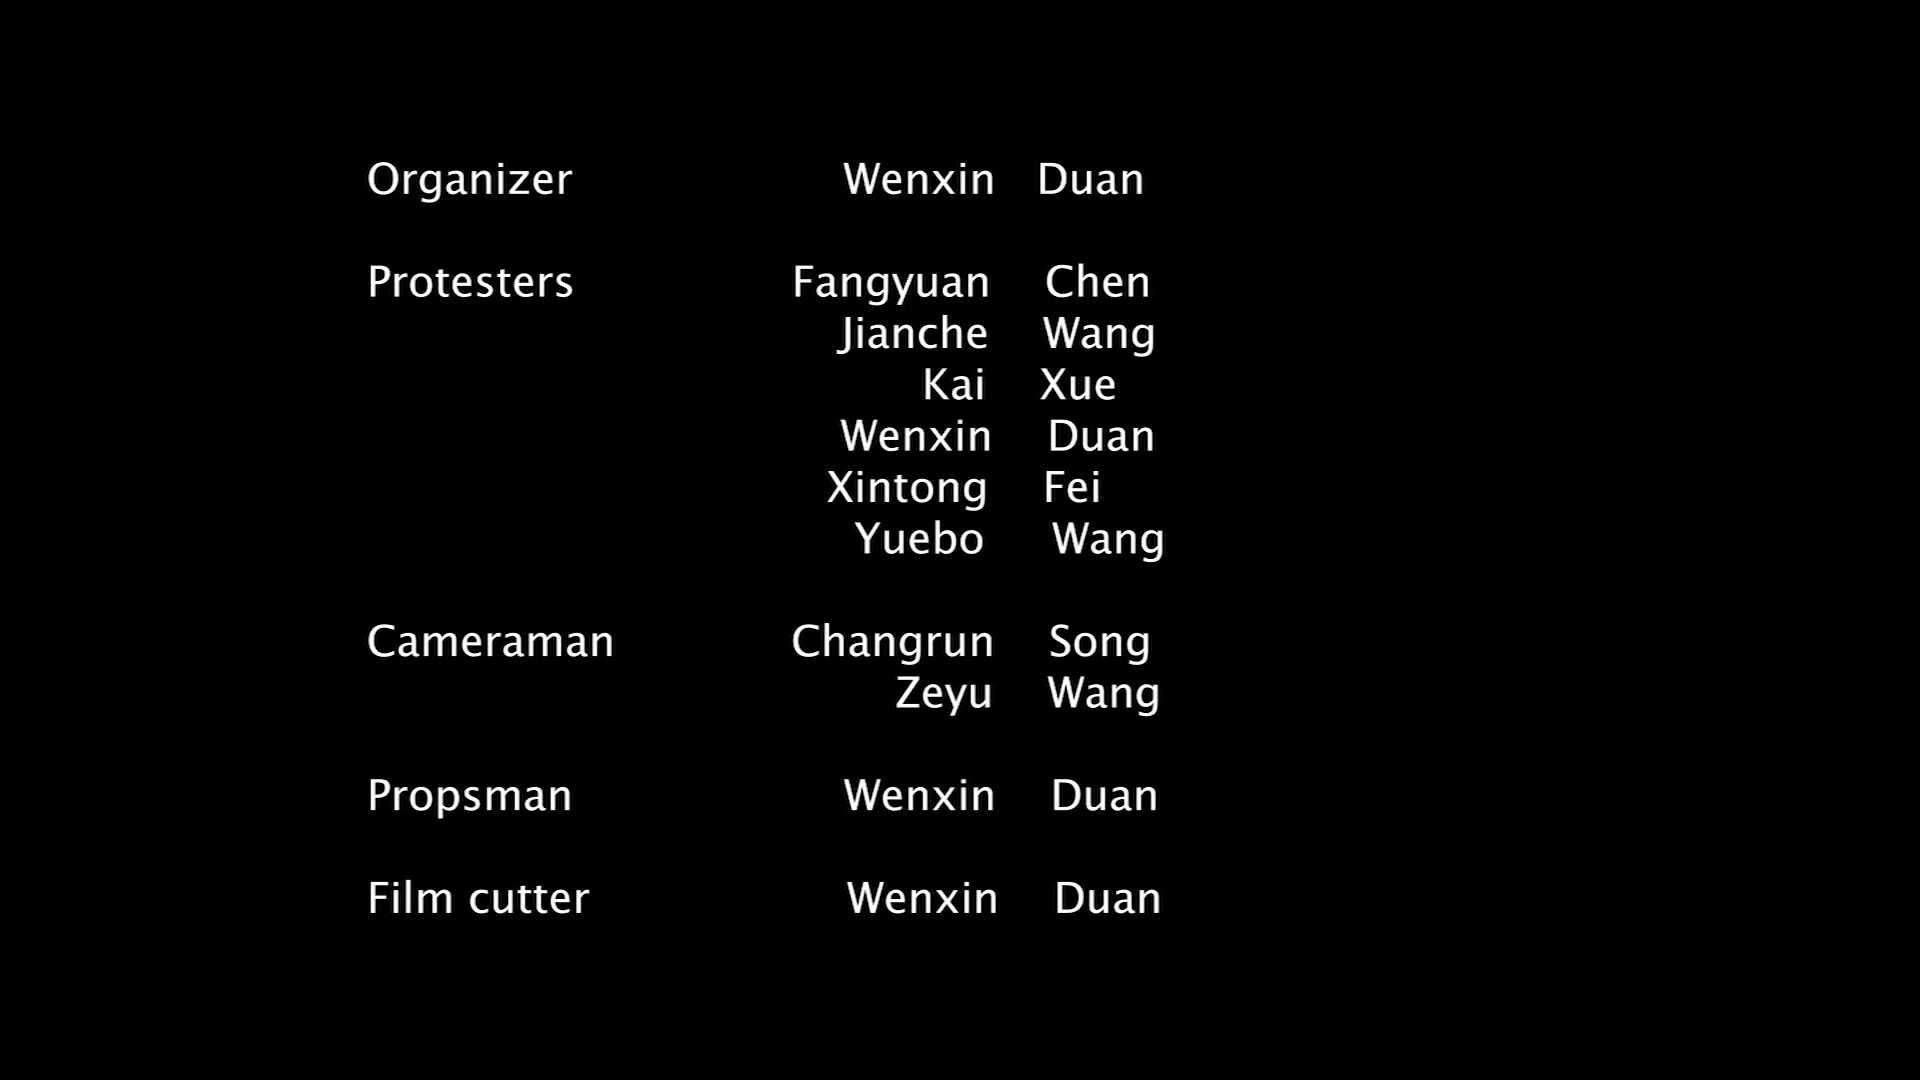 Organizer Wenxin Duan
Protesters Fangyuan Chen
Jianche Wang
Kai Xue
Wenxin Duan
Xintong Fei
Yuebo Wang
Cameraman Changrun Song
Zeyu Wang
Propsman Wenxin Duan
Film cutter Wenxin Duan